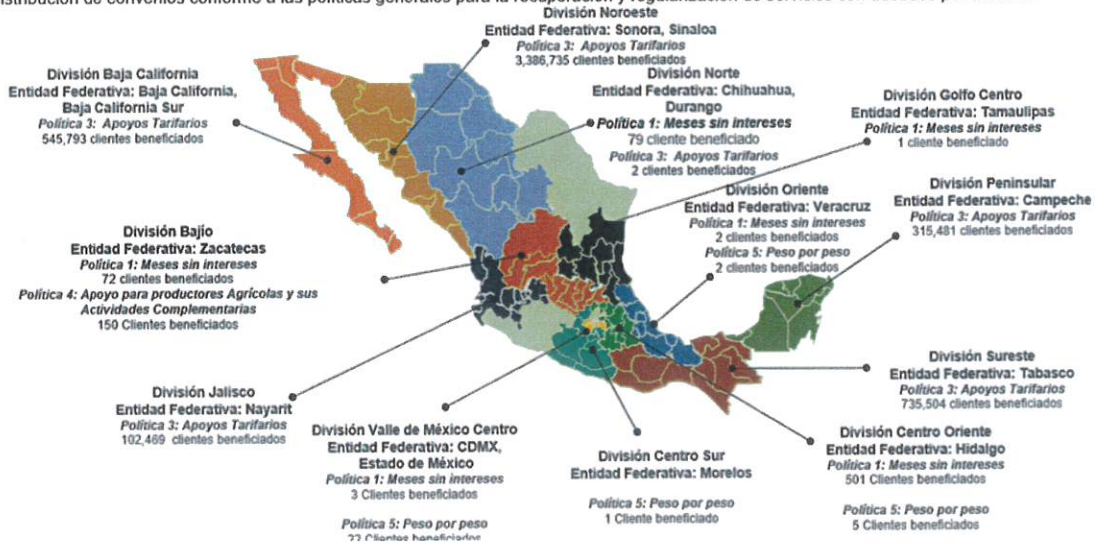 División Noroeste
Entidad Federativa: Sonora, Sinaloa
Política 3: Apoyos Tarifarios
3,386,735 clientes beneficiados
División Baja California
Entidad Federativa: Baja California,
Baja California Sur
Política 3: Apoyos Tarifarios
545,793 clientes beneficiados
División Norte
Entidad Federativa: Chihuahua,
Durango
Política 1: Meses sin intereses
79 cliente beneficiado
Política 3: Apoyos Tarifarios
2 clientes beneficiados
División Golfo Centro
Entidad Federativa: Tamaulipas
Política 1: Meses sin intereses
1 cliente beneficiado
División Oriente
Entidad Federativa: Veracruz
Política 1: Meses sin intereses
2 clientes beneficiados
Política 5: Peso por peso
2 clientes beneficiados
División Peninsular
Entidad Federativa: Campeche
Política 3: Apoyos Tarifarios
315,481 clientes beneficiados
División Bajío
Entidad Federativa: Zacatecas
Política 1: Meses sin intereses
72 clientes beneficiados
Política 4: Apoyo para productores Agrícolas y sus
Actividades Complementarias
150 Clientes beneficiados
División Sureste
Entidad Federativa: Tabasco
Política 3: Apoyos Tarifarios
735,504 clientes beneficiados
División Jalisco
Entidad Federativa: Nayarit
Política 3: Apoyos Tarifarios
102,469 clientes beneficiados
División Valle de México Centro
Entidad Federativa: CDMX,
Estado de México
Política 1: Meses sin intereses
3 Clientes beneficiados
Política 5: Peso por peso
Clientes beneficiados
División Centro Sur
Entidad Federativa: Morelos
Política 5: Peso por peso
1 Cliente beneficiado
División Centro Oriente
Entidad Federativa: Hidalgo
Política 1: Meses sin intereses
501 Clientes beneficiados
Política 5: Peso por peso
5 Clientes beneficiados